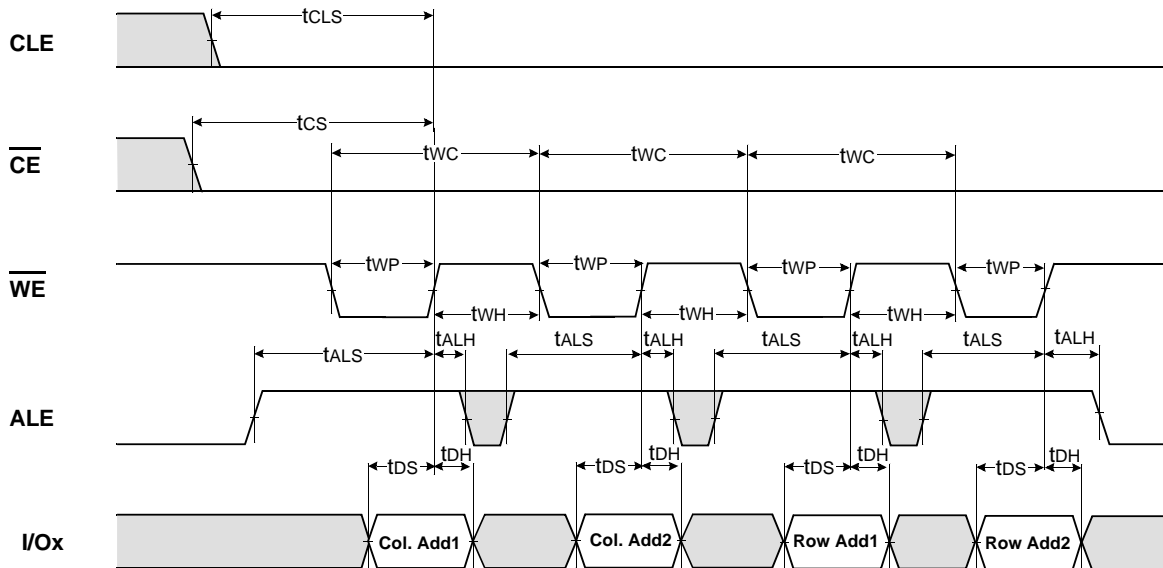 CLE
tCLS
CE
tCS
tWC tWC tWC
WE
tWP tWP tWP tWP
tWH tWH tWH
ALE
tALS tALH tALS tALH tALS tALH tALS tALH
tDS tDH tDS tDH tDS tDH tDS tDH
I/Ox
Col. Add1 Col. Add2 Row Add1 Row Add2